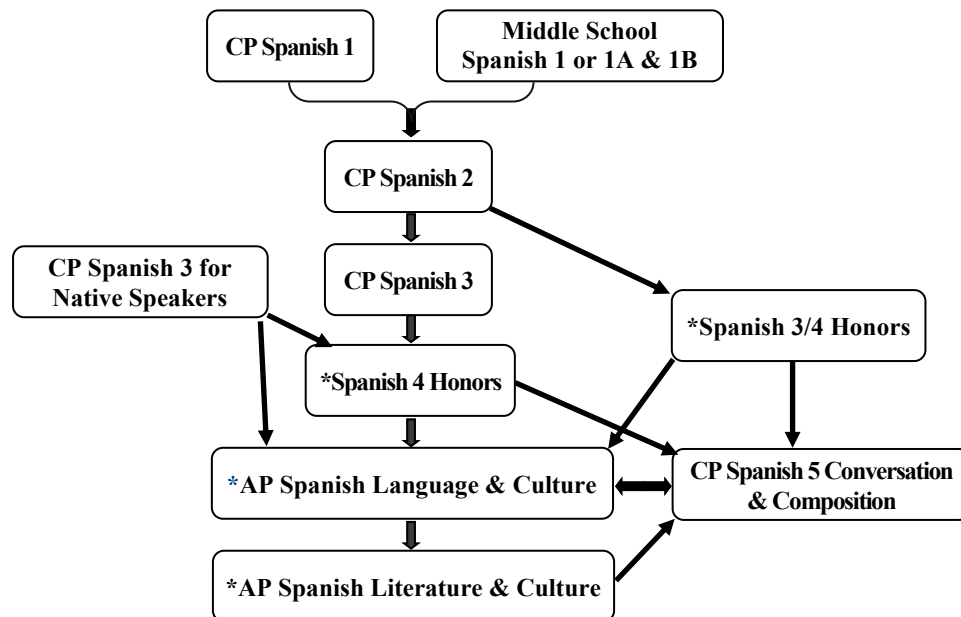 CP Spanish 1
Middle School
Spanish 1 or 1A & 1B
CP Spanish 2
CP Spanish 3 for
Native Speakers
CP Spanish 3
*Spanish 3/4 Honors
*Spanish 4 Honors
*AP Spanish Language & Culture
CP Spanish 5 Conversation
& Composition
*AP Spanish Literature & Culture